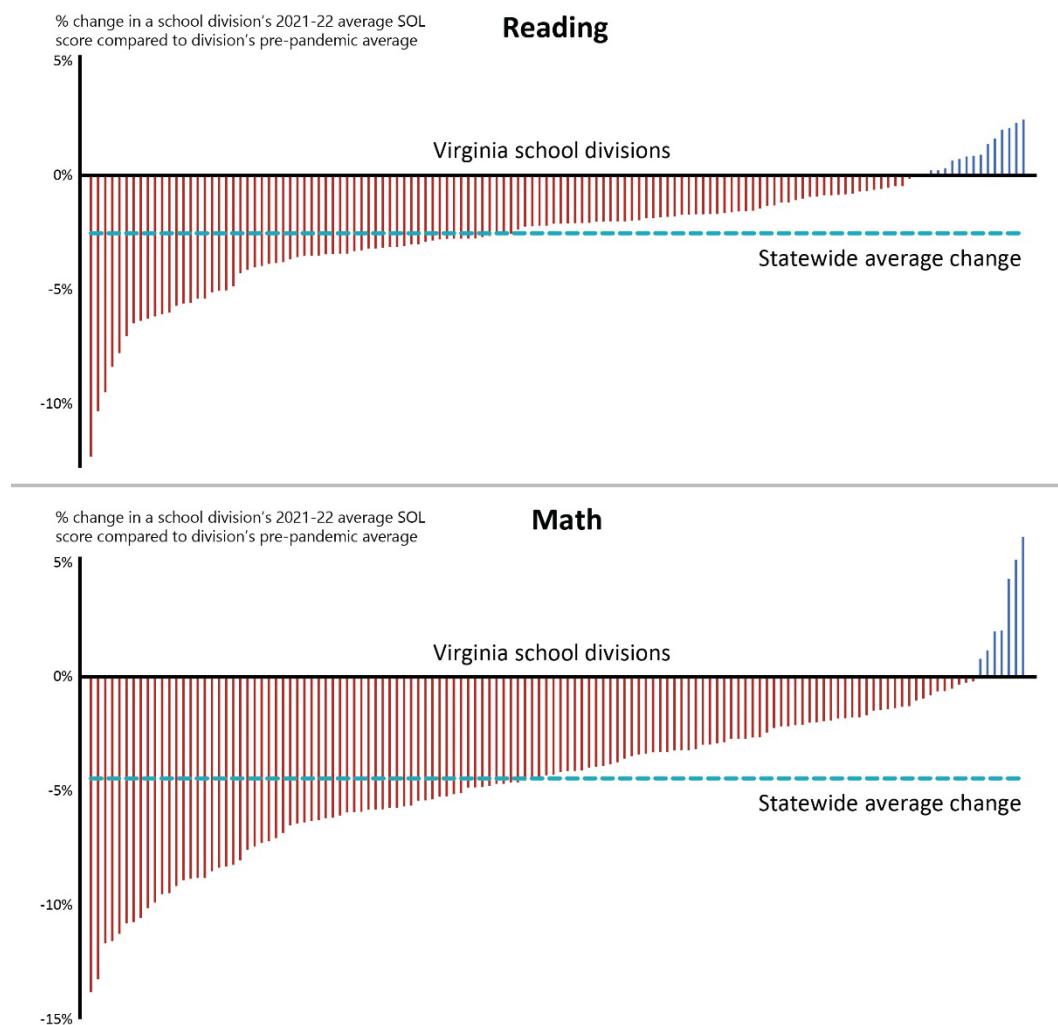 % change in a school division's 2021-22 average SOL
score compared to division's pre-pandemic average
Reading
5%
Virginia school divisions
0%
Statewide average change
-5%
-10%
% change in a school division's 2021-22 average SOL
score compared to division's pre-pandemic average
Math
5%
Virginia school divisions
0%
-5%
Statewide average change
-10%
-15%